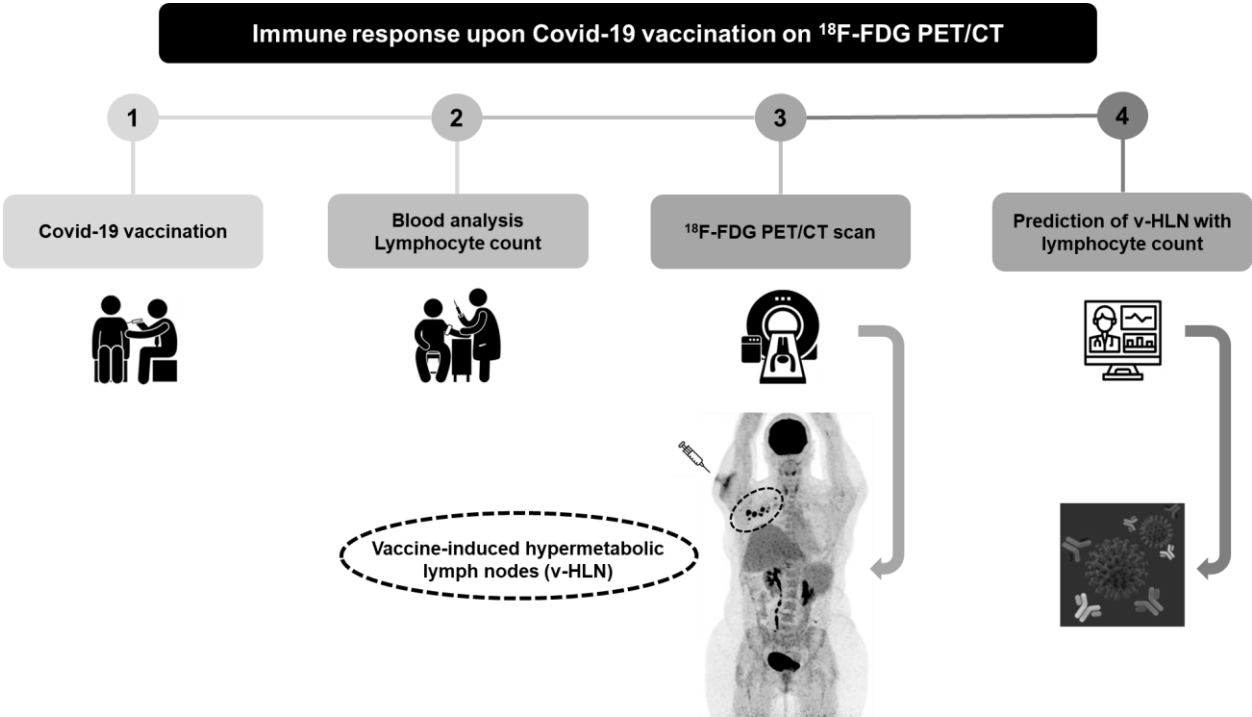 Immune response upon Covid-19 vaccination on ¹⁸F-FDG PET/CT
1
2
3
4
Covid-19 vaccination
Blood analysis
Lymphocyte count
¹⁸F-FDG PET/CT scan
Prediction of v-HLN with
lymphocyte count
Vaccine-induced hypermetabolic
lymph nodes (v-HLN)